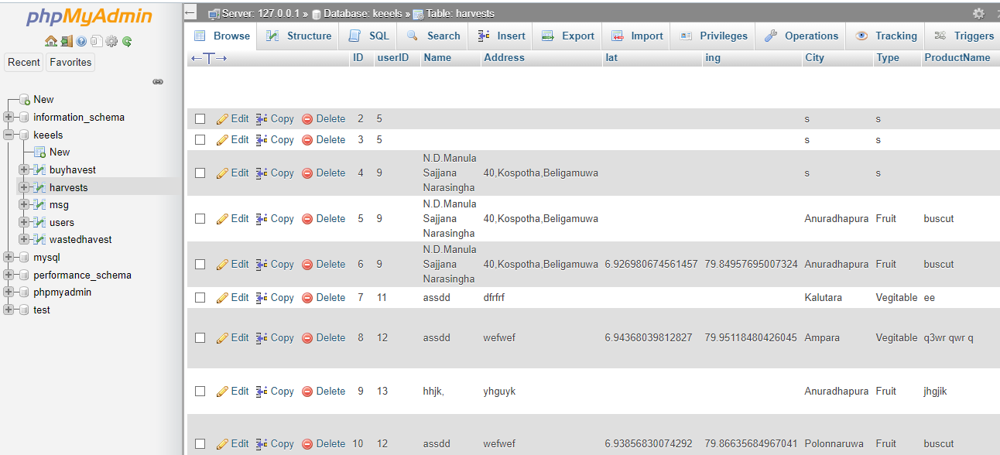 phpMyAdmin
Recent Favorites
New
information_schema
keeels
New
buyhavest
harvests
msg
users
wastedhavest
mysql
performance_schema
phpmyadmin
test
Server: 127.0.0.1 » Database: keeels » Table: harvests
Browse Structure SQL Search Insert Export Import Privileges Operations Tracking Triggers
ID userID Name Address lat ing City Type ProductName
Edit Copy Delete 2 5 s s
Edit Copy Delete 3 5 s s
N.D.Manula
Sajjana
Narasingha
Edit Copy Delete 4 9 40,Kospotha,Beligamuwa s s
N.D.Manula
Sajjana
Narasingha
Edit Copy Delete 5 9 40,Kospotha,Beligamuwa Anuradhapura Fruit buscut
N.D.Manula
Sajjana
Narasingha
Edit Copy Delete 6 9 40,Kospotha,Beligamuwa 6.926980674561457 79.84957695007324 Anuradhapura Fruit buscut
Edit Copy Delete 7 11 assdd dfrfrf Kalutara Vegitable ee
Edit Copy Delete 8 12 assdd wefwef 6.94368039812827 79.95118480426045 Ampara Vegitable q3wr qwr q
Edit Copy Delete 9 13 hhjk, yhguyk Anuradhapura Fruit jhgjik
Edit Copy Delete 10 12 assdd wefwef 6.93856830074292 79.86635684967041 Polonnaruwa Fruit buscut